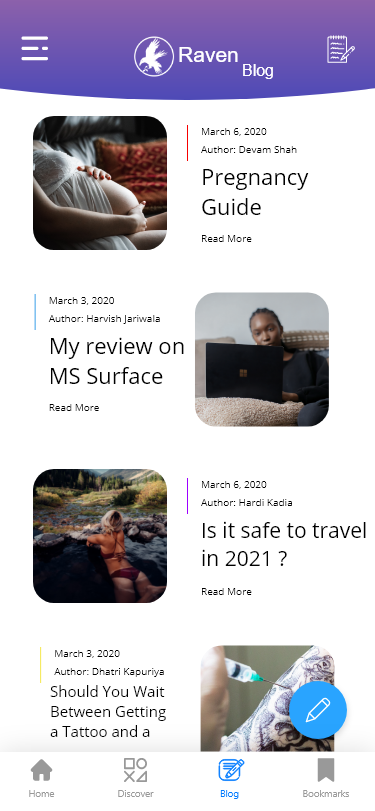 Raven
Blog
March 6, 2020
Author: Devam Shah
Pregnancy
Guide
Read More
March 3, 2020
Author: Harvish Jariwala
My review on
MS Surface
Read More
March 6, 2020
Author: Hardi Kadia
Is it safe to travel
in 2021 ?
Read More
March 3, 2020
Author: Dhatri Kapuriya
Should You Wait
Between Getting
a Tattoo and a
Home
Discover
Blog
Bookmarks